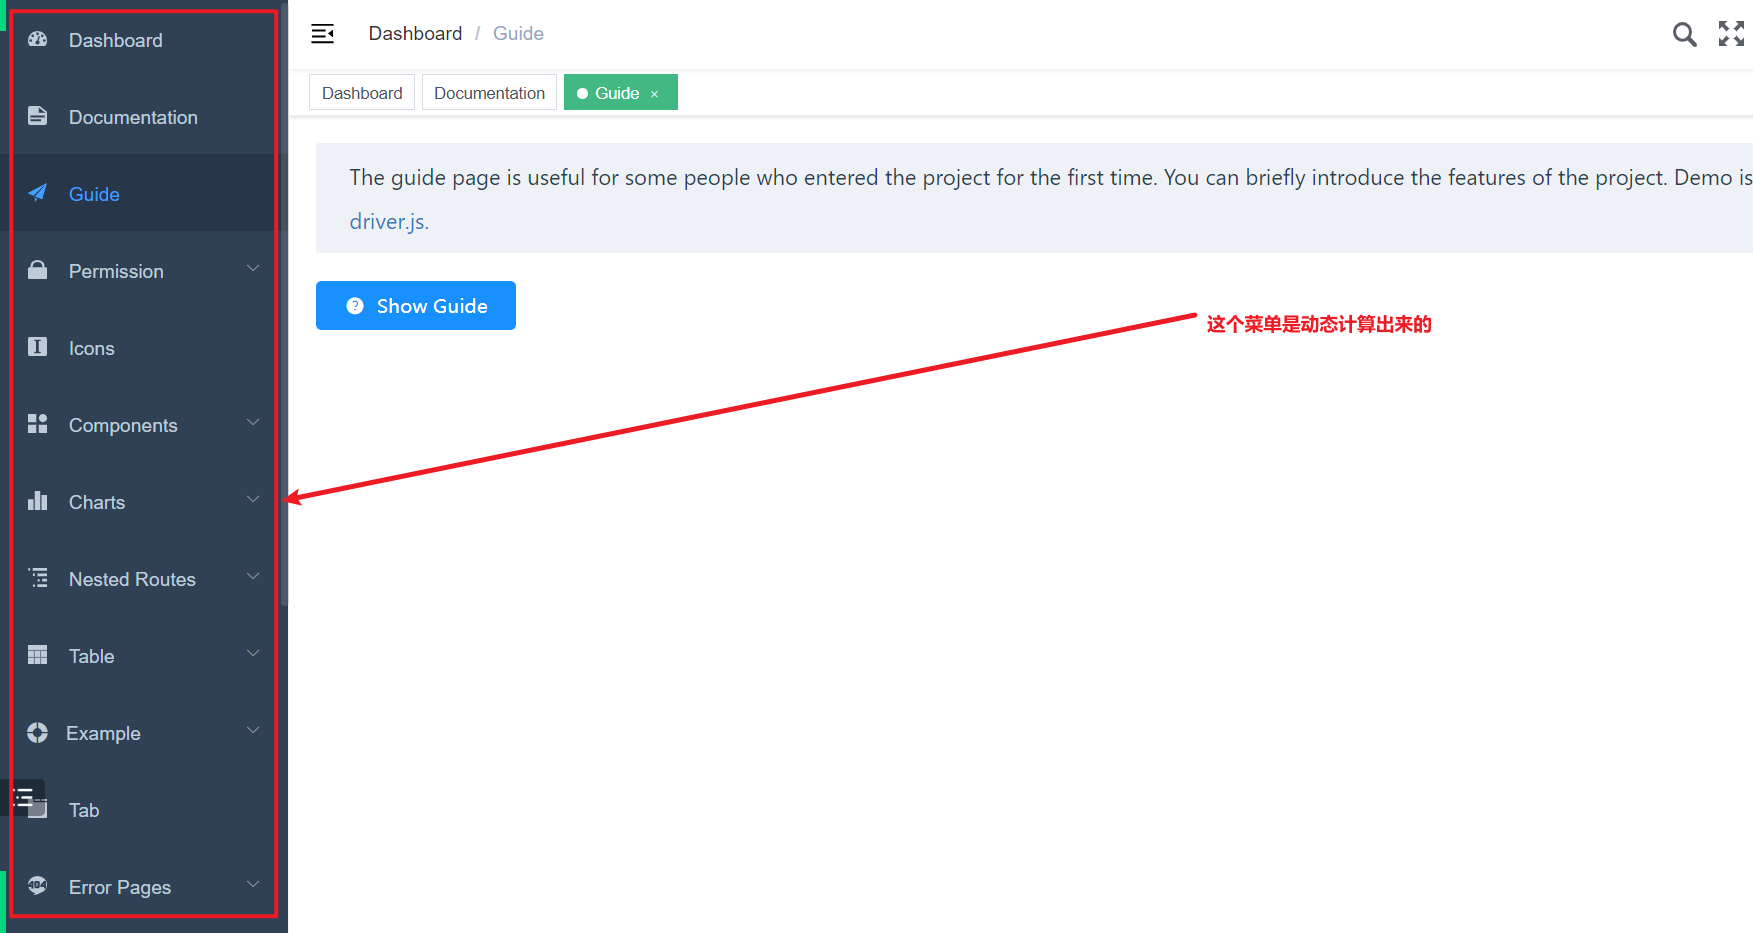 Dashboard
Documentation
Guide
Permission
Icons
Components
Charts
Nested Routes
Table
Example
Tab
404
Error Pages
Dashboard / Guide
Dashboard
Documentation
Guide ×
The guide page is useful for some people who entered the project for the first time. You can briefly introduce the features of the project. Demo is
driver.js.
? Show Guide
这个菜单是动态计算出来的